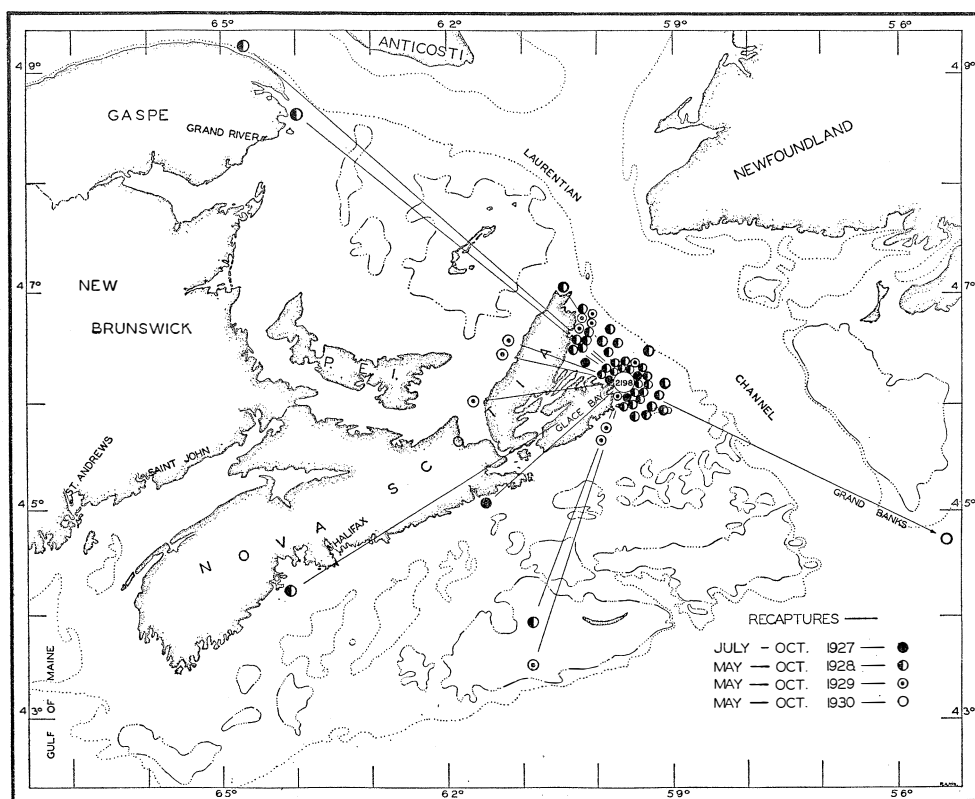 65° 62° 59° 56°
ANTICOSTI
49° 49°
GASPE
GRAND RIVER
LAURENTIAN
NEWFOUNDLAND
47° 47°
NEW
BRUNSWICK
P. E. I.
2198
CHANNEL
GLACE BAY
ST. ANDREWS
SAINT JOHN
45° 45°
GRAND BANKS
HALIFAX
N O V A S C O T I A
RECAPTURES
JULY - OCT. 1927
MAY - OCT. 1928
MAY - OCT. 1929
MAY - OCT. 1930
GULF OF MAINE
43° 43°
65° 62° 59° 56°